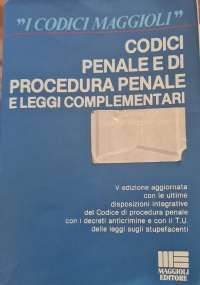 "I CODICI MAGGIOLI"
CODICI
PENALE E DI
PROCEDURA PENALE
E LEGGI COMPLEMENTARI
V edizione aggiornata
con le ultime
disposizioni integrative
del Codice di procedura penale
con i decreti anticrimine e con il T.U.
delle leggi sugli stupefacenti
MAGGIOLI
EDITORE